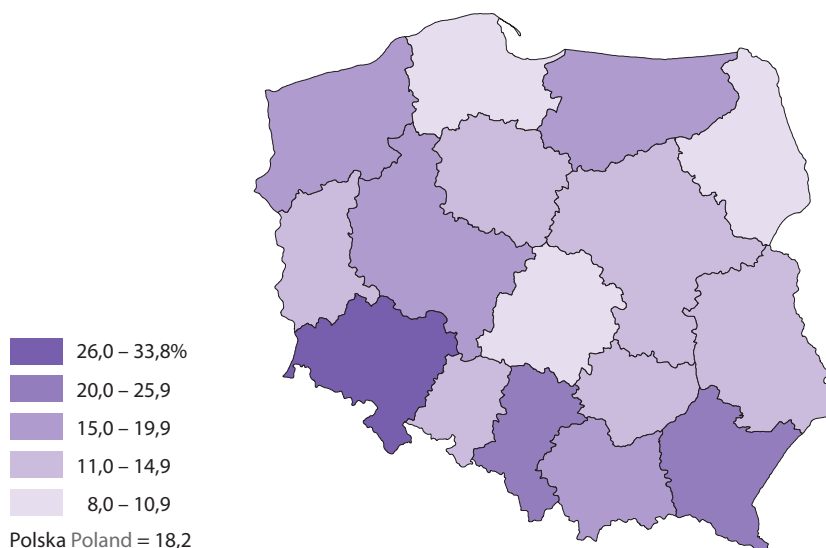 26,0 – 33,8%
20,0 – 25,9
15,0 – 19,9
11,0 – 14,9
8,0 – 10,9
Polska Poland = 18,2